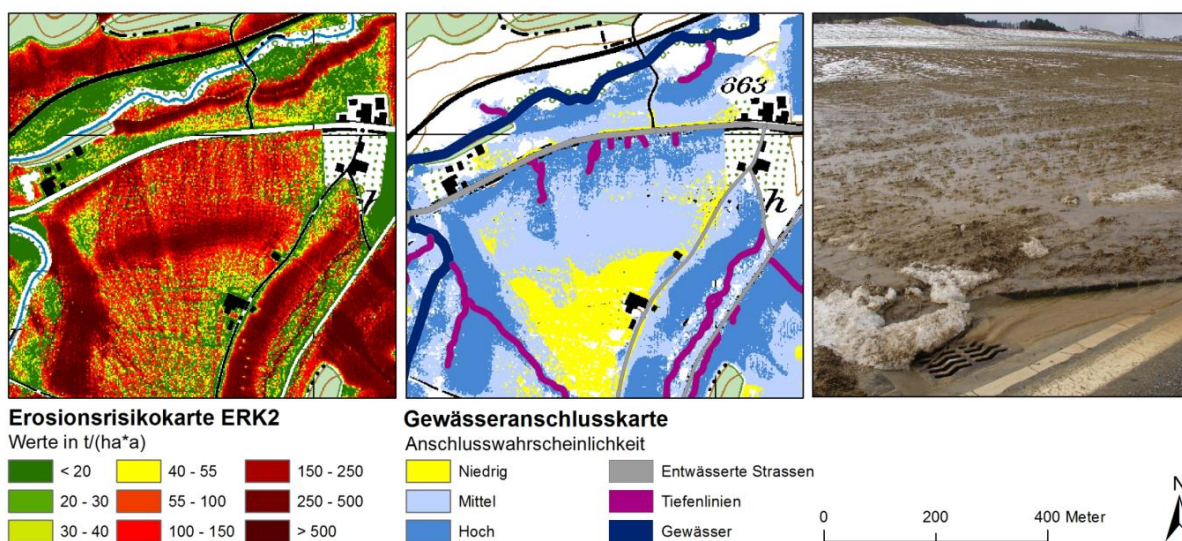 663
h
Erosionsrisikokarte ERK2
Werte in t/(ha*a)
< 20
40 - 55
150 - 250
20 - 30
55 - 100
250 - 500
30 - 40
100 - 150
> 500
Gewässeranschlusskarte
Anschlusswahrscheinlichkeit
Niedrig
Entwässerte Strassen
Mittel
Tiefenlinien
Hoch
Gewässer
0 200 400 Meter
N